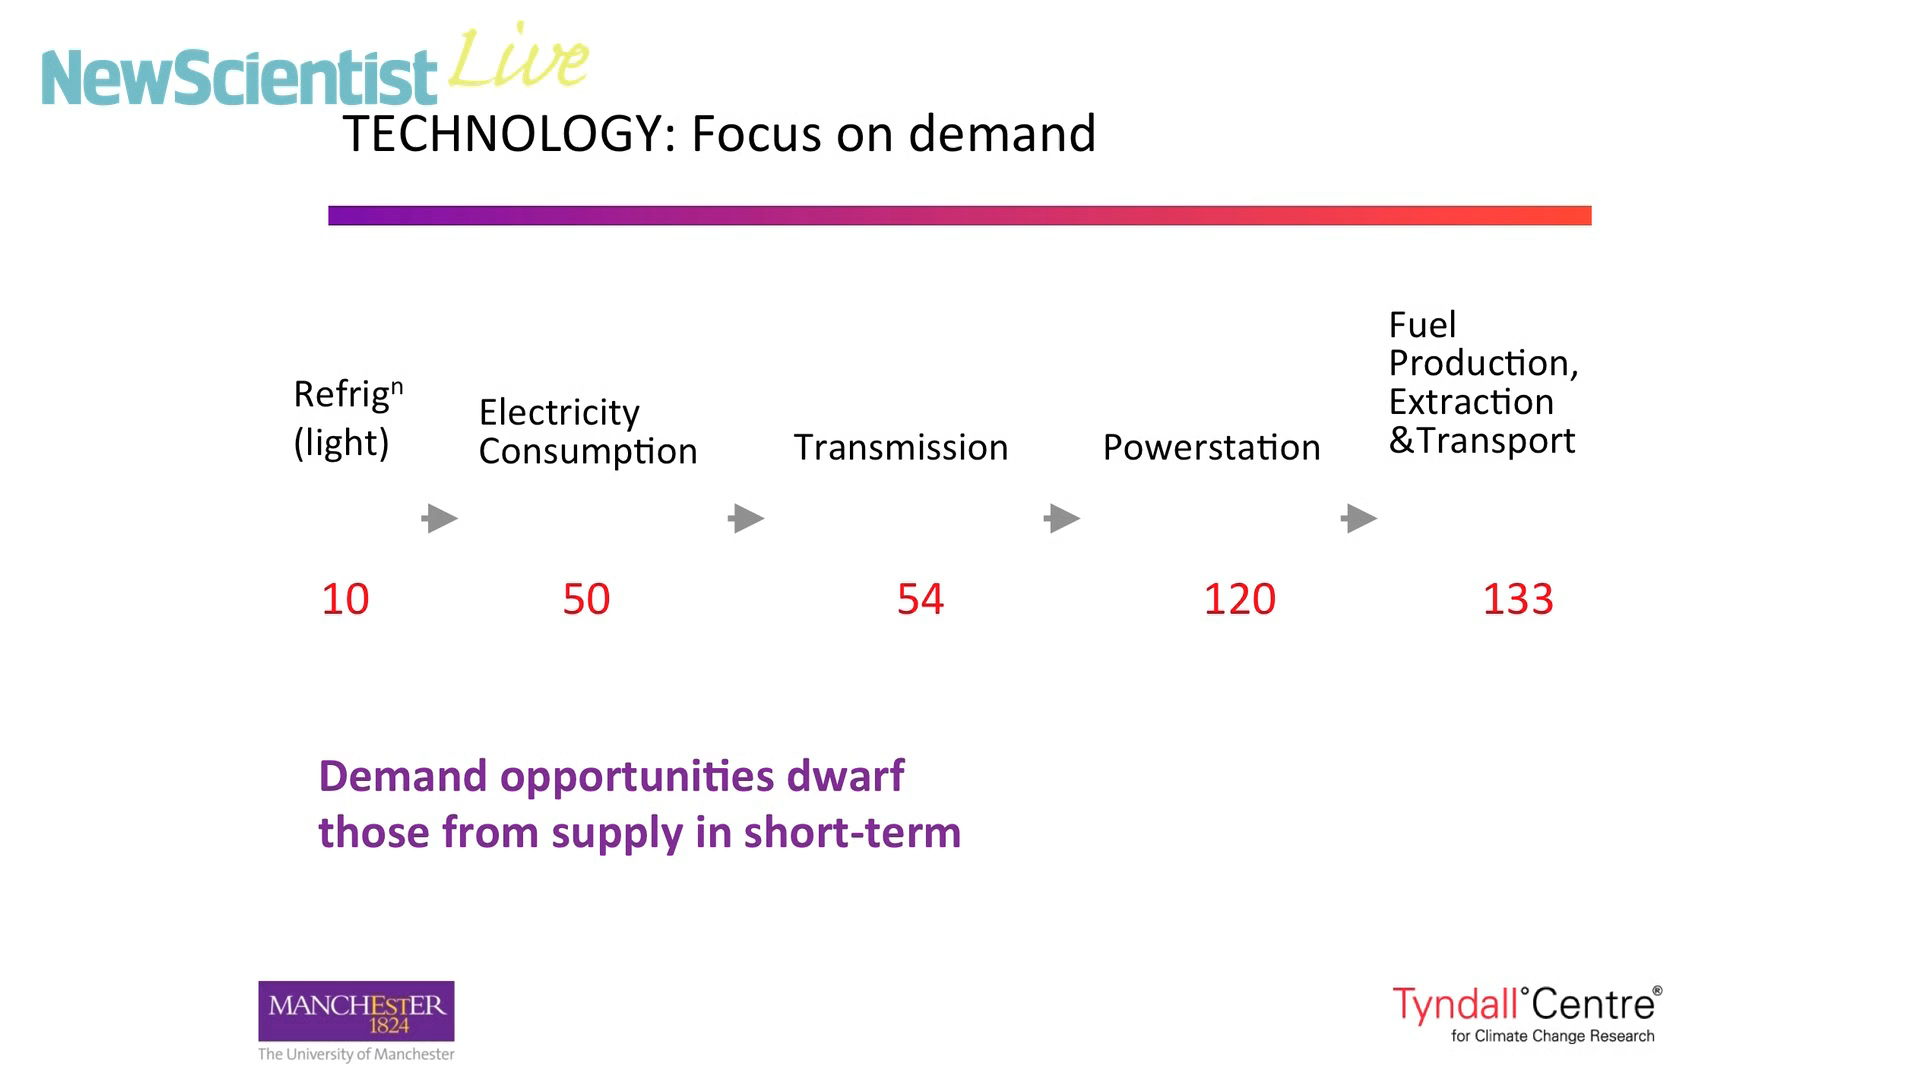 NewScientist Live
TECHNOLOGY: Focus on demand
Refrigⁿ
(light)
Electricity
Consumption
Transmission
Powerstation
Fuel
Production,
Extraction
&Transport
10
50
54
120
133
Demand opportunities dwarf
those from supply in short-term
MANCHESTER
1824
The University of Manchester
Tyndall°Centre®
for Climate Change Research